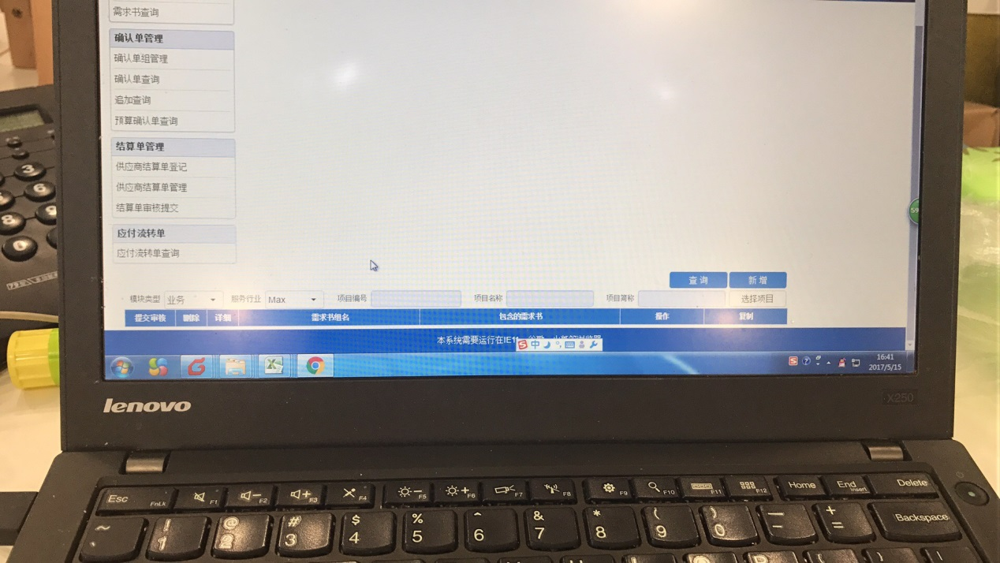 需求书查询
确认单管理
确认单组管理
确认单查询
追加查询
预算确认单查询
结算单管理
供应商结算单登记
供应商结算单管理
结算单审核提交
应付流转单
应付流转单查询
查询 新增
模块类型 业务 服务行业 Max 项目编号 项目名称 项目简称 选择项目
提交审核 删除 详细 需求书组名 包含的需求书 操作 复制
本系统需要运行在IE11
中
16:41
2017/5/15
lenovo
X250
3
6
8
59
Esc FnLk F1 F2 F3 F4 F5 F6 F7 F8 F9 F10 F11 F12 Home End Insert Delete
~ ! @ # $ % ^ & * ( ) — + Backspace
` 1 2 3 4 5 6 7 8 9 0 - =